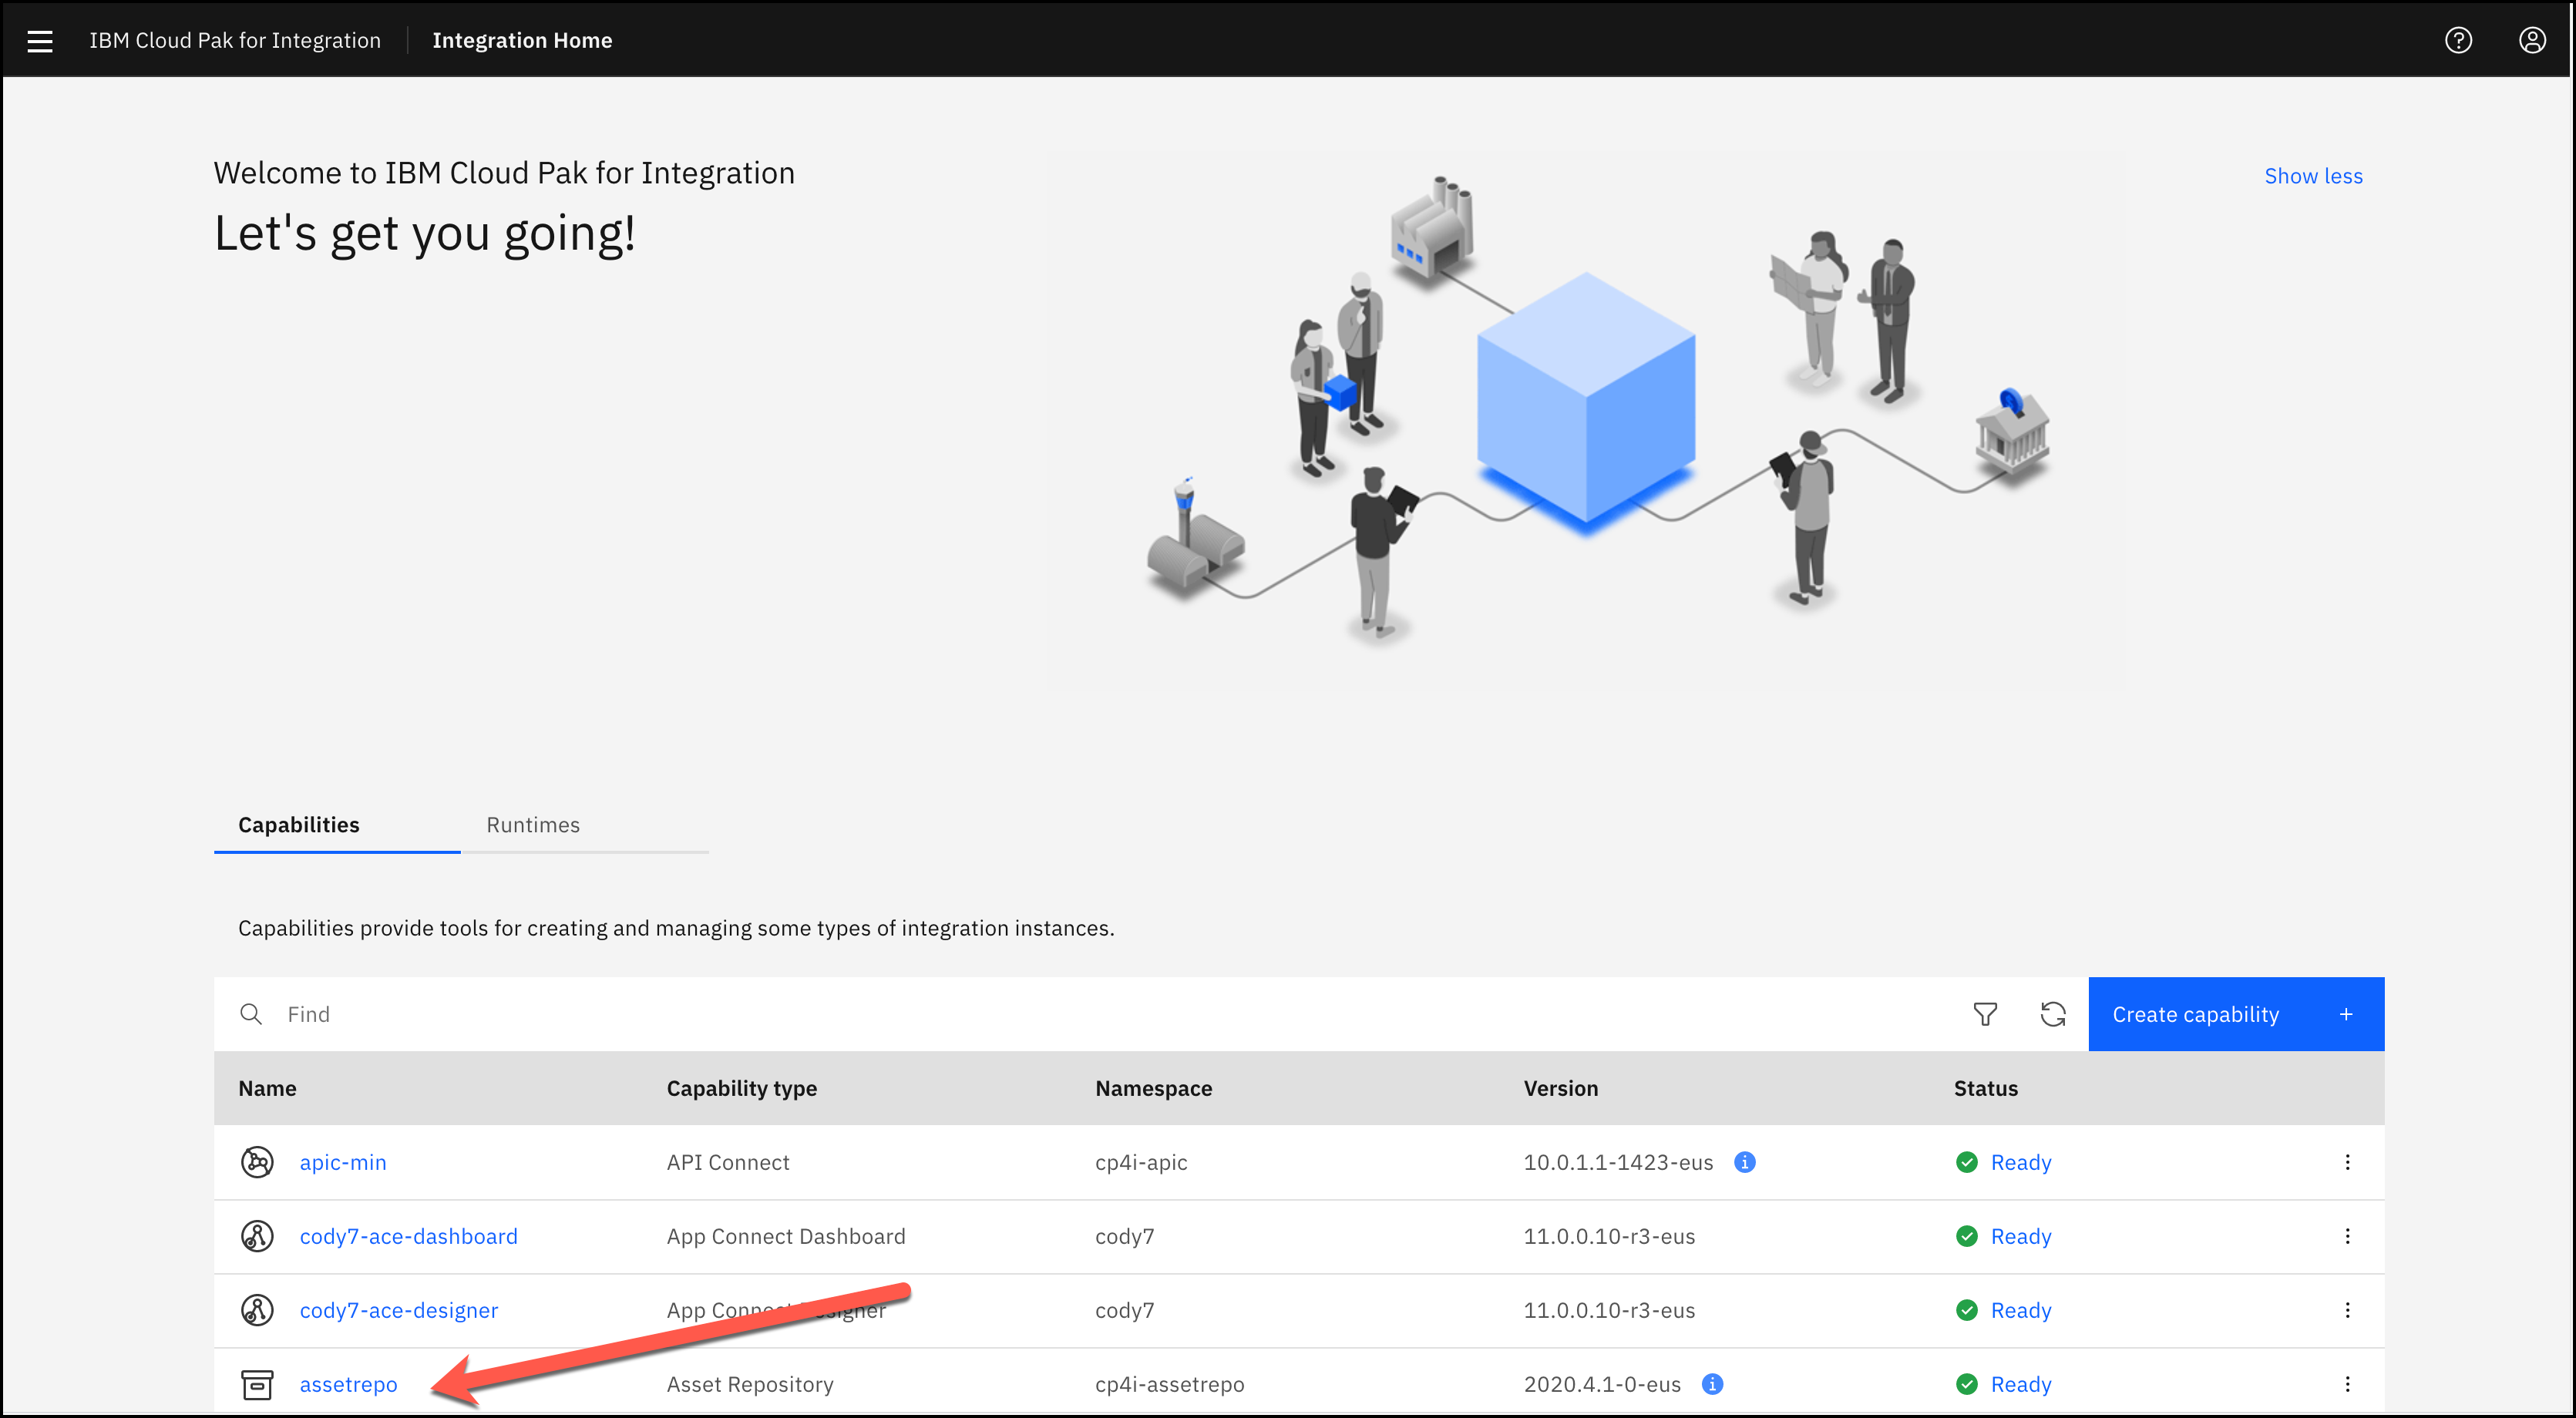 IBM Cloud Pak for Integration Integration Home
Welcome to IBM Cloud Pak for Integration
Show less
Let's get you going!
Capabilities Runtimes
Capabilities provide tools for creating and managing some types of integration instances.
Find Create capability +
Name Capability type Namespace Version Status
apic-min API Connect cp4i-apic 10.0.1.1-1423-eus Ready
cody7-ace-dashboard App Connect Dashboard cody7 11.0.0.10-r3-eus Ready
cody7-ace-designer App Connect Designer cody7 11.0.0.10-r3-eus Ready
assetrepo Asset Repository cp4i-assetrepo 2020.4.1-0-eus Ready